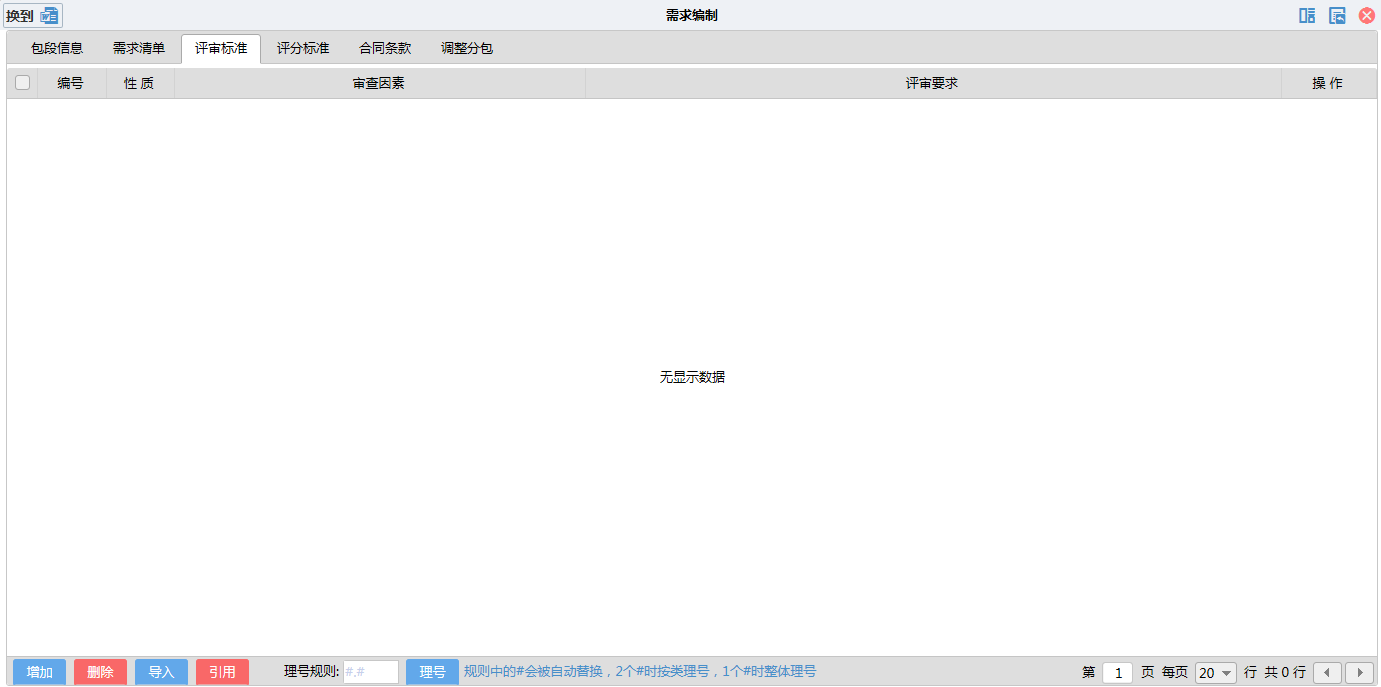 换到
需求编制
包段信息 需求清单 评审标准 评分标准 合同条款 调整分包
编号 性 质 审查因素 评审要求 操 作
无显示数据
增加 删除 导入 引用 理号规则: #.# 理号 规则中的#会被自动替换，2个#时按类理号，1个#时整体理号 第 1 页 每页 20 行 共 0 行